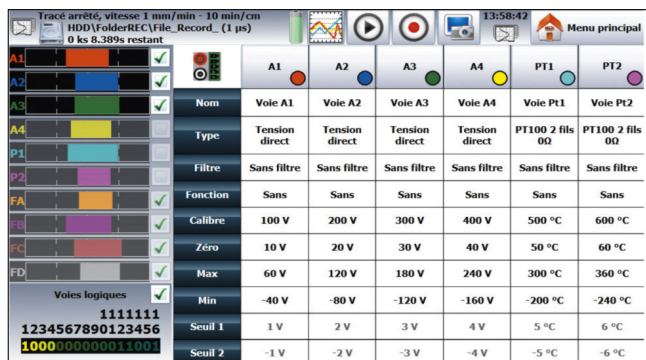 Tracé arrêté, vitesse 1 mm/min - 10 min/cm
HDD\FolderREC\File_Record_ (1 µs)
0 ks 8.389s restant
13:58:42
Menu principal
A1
A2
A3
A4
P1
P2
FA
FB
FC
FD
Voies logiques
1111111
1234567890123456
1000000000011001
A1 A2 A3 A4 PT1 PT2
Nom Voie A1 Voie A2 Voie A3 Voie A4 Voie Pt1 Voie Pt2
Type Tension direct Tension direct Tension direct Tension direct PT100 2 fils 0Ω PT100 2 fils 0Ω
Filtre Sans filtre Sans filtre Sans filtre Sans filtre Sans filtre Sans filtre
Fonction Sans Sans Sans Sans Sans Sans
Calibre 100 V 200 V 300 V 400 V 500 °C 600 °C
Zéro 10 V 20 V 30 V 40 V 50 °C 60 °C
Max 60 V 120 V 180 V 240 V 300 °C 360 °C
Min -40 V -80 V -120 V -160 V -200 °C -240 °C
Seuil 1 1 V 2 V 3 V 4 V 5 °C 6 °C
Seuil 2 -1 V -2 V -3 V -4 V -5 °C -6 °C